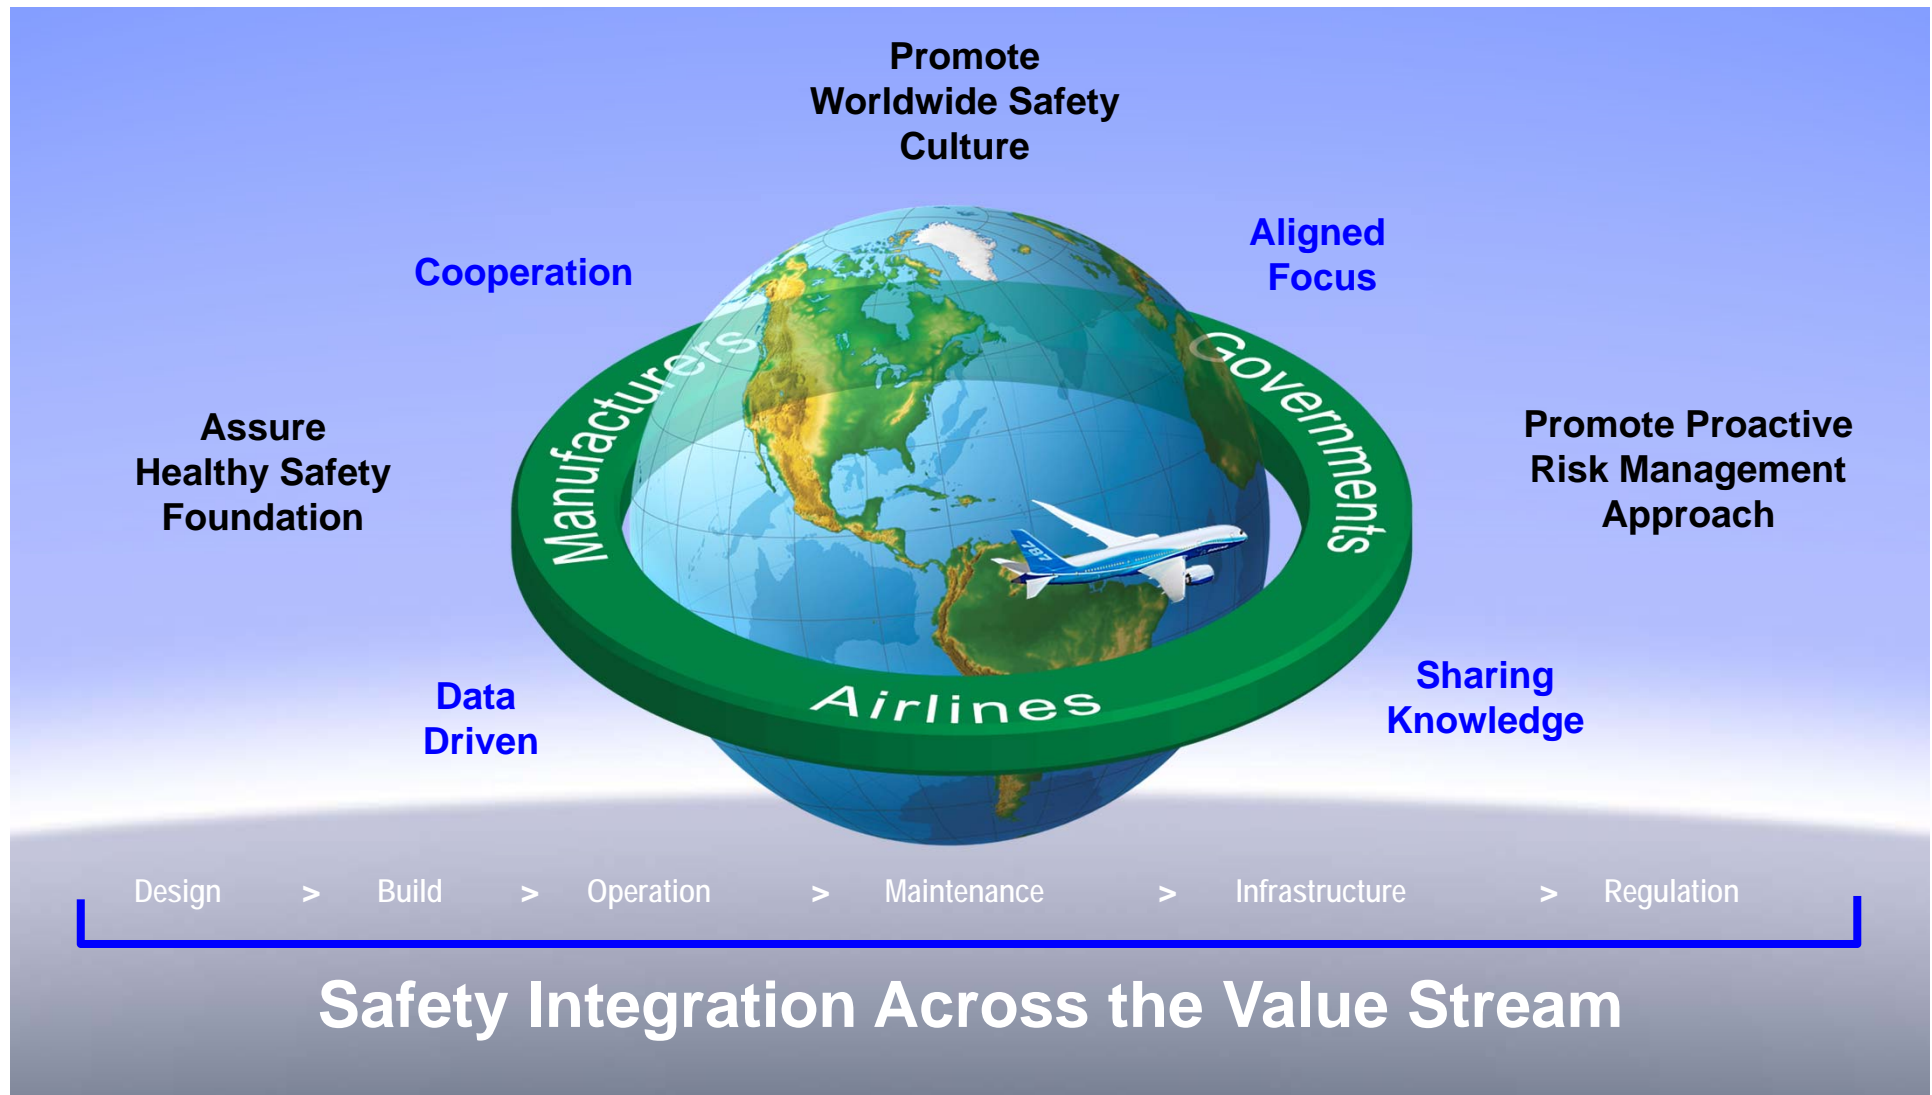 Promote
Worldwide Safety
Culture
Cooperation
Aligned
Focus
Manufacturers
Governments
Assure
Healthy Safety
Foundation
Promote Proactive
Risk Management
Approach
787
Airlines
Data
Driven
Sharing
Knowledge
Design > Build > Operation > Maintenance > Infrastructure > Regulation
Safety Integration Across the Value Stream